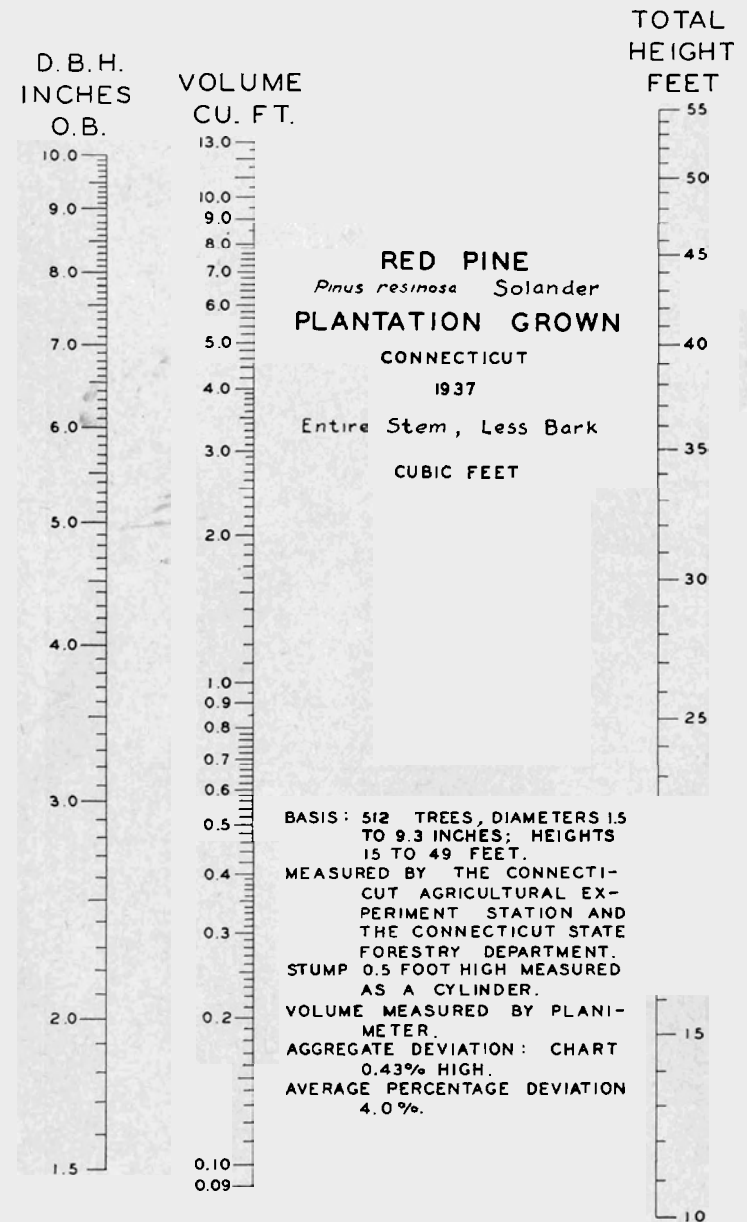 D.B.H.
INCHES
O.B.
10.0
9.0
8.0
7.0
6.0
5.0
4.0
3.0
2.0
1.5
VOLUME
CU. FT.
13.0
10.0
9.0
8.0
7.0
6.0
5.0
4.0
3.0
2.0
1.0
0.9
0.8
0.7
0.6
0.5
0.4
0.3
0.2
0.10
0.09
RED PINE
Pinus resinosa Solander
PLANTATION GROWN
CONNECTICUT
1937
Entire Stem, Less Bark
CUBIC FEET
BASIS: 512 TREES, DIAMETERS 1.5
TO 9.3 INCHES; HEIGHTS
15 TO 49 FEET.
MEASURED BY THE CONNECTI-
CUT AGRICULTURAL EX-
PERIMENT STATION AND
THE CONNECTICUT STATE
FORESTRY DEPARTMENT.
STUMP 0.5 FOOT HIGH MEASURED
AS A CYLINDER.
VOLUME MEASURED BY PLANI-
METER.
AGGREGATE DEVIATION: CHART
0.43% HIGH.
AVERAGE PERCENTAGE DEVIATION
4.0%.
TOTAL
HEIGHT
FEET
55
50
45
40
35
30
25
15
10